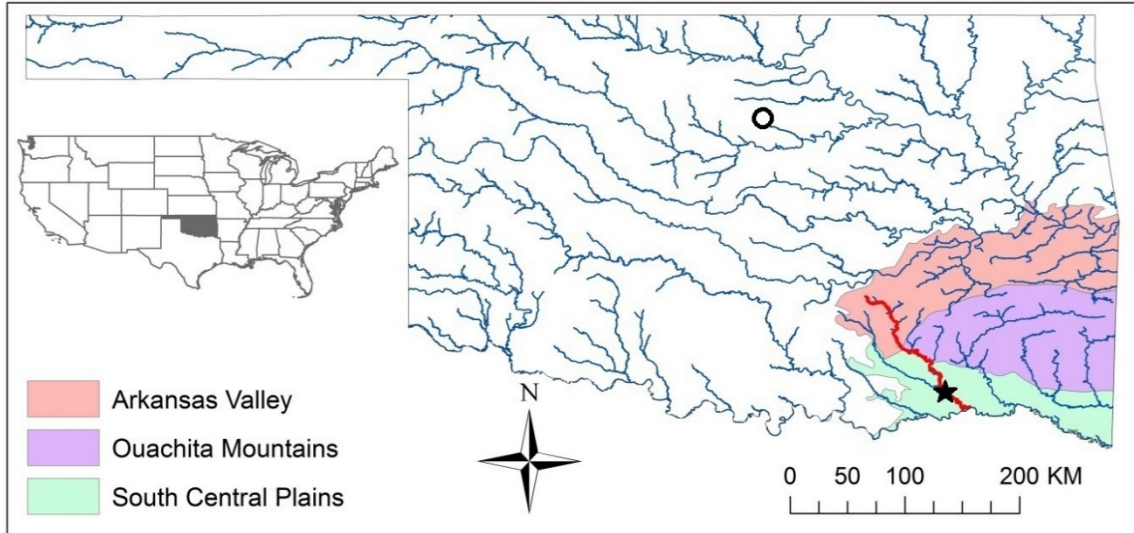 Arkansas Valley
Ouachita Mountains
South Central Plains
N
0 50 100 200 KM